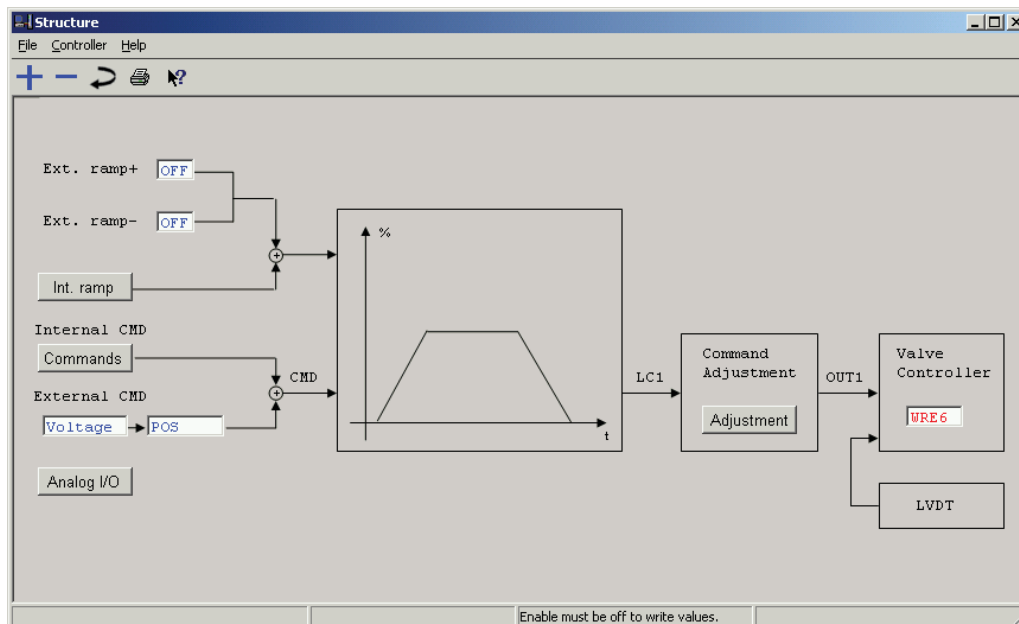 Structure
File Controller Help
Ext. ramp+ OFF
Ext. ramp- OFF
Int. ramp
Internal CMD
Commands
External CMD
Voltage POS
Analog I/O
CMD
%
t
LC1
Command
Adjustment
Adjustment
OUT1
Valve
Controller
WRE6
LVDT
Enable must be off to write values.